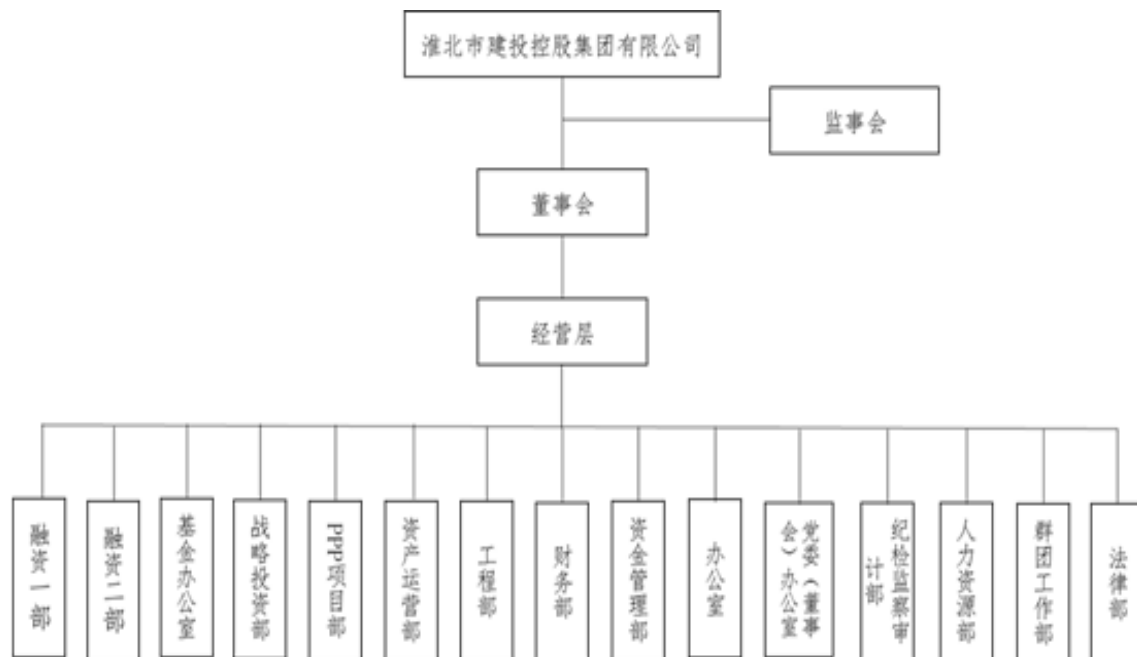 淮北市建投控股集团有限公司
监事会
董事会
经营层
融资一部
融资二部
基金办公室
战略投资部
PPP项目部
资产运营部
工程部
财务部
资金管理部
办公室
党委（董事
会）办公室
纪检监察审
计部
人力资源部
群团工作部
法律部